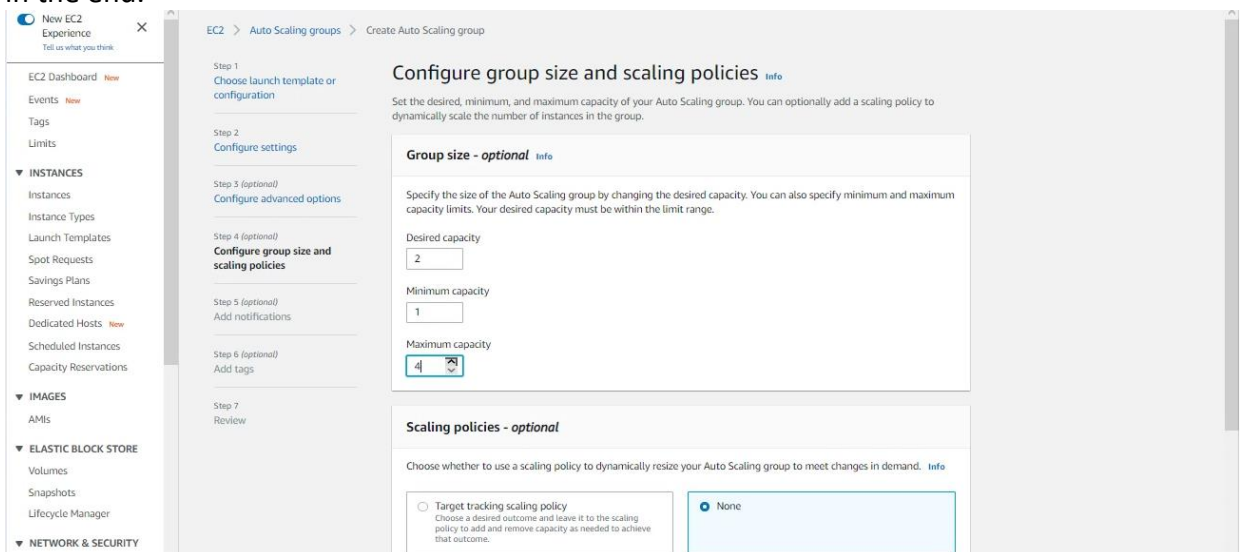 in the end.
New EC2
Experience
Tell us what you think
EC2 Dashboard New
Events New
Tags
Limits
INSTANCES
Instances
Instance Types
Launch Templates
Spot Requests
Savings Plans
Reserved Instances
Dedicated Hosts New
Scheduled Instances
Capacity Reservations
IMAGES
AMIs
ELASTIC BLOCK STORE
Volumes
Snapshots
Lifecycle Manager
NETWORK & SECURITY
EC2 > Auto Scaling groups > Create Auto Scaling group
Step 1
Choose launch template or
configuration
Step 2
Configure settings
Step 3 (optional)
Configure advanced options
Step 4 (optional)
Configure group size and
scaling policies
Step 5 (optional)
Add notifications
Step 6 (optional)
Add tags
Step 7
Review
Configure group size and scaling policies Info
Set the desired, minimum, and maximum capacity of your Auto Scaling group. You can optionally add a scaling policy to
dynamically scale the number of instances in the group.
Group size - optional Info
Specify the size of the Auto Scaling group by changing the desired capacity. You can also specify minimum and maximum
capacity limits. Your desired capacity must be within the limit range.
Desired capacity
2
Minimum capacity
1
Maximum capacity
4
Scaling policies - optional
Choose whether to use a scaling policy to dynamically resize your Auto Scaling group to meet changes in demand. Info
Target tracking scaling policy
Choose a desired outcome and leave it to the scaling
policy to add and remove capacity as needed to achieve
that outcome.
None